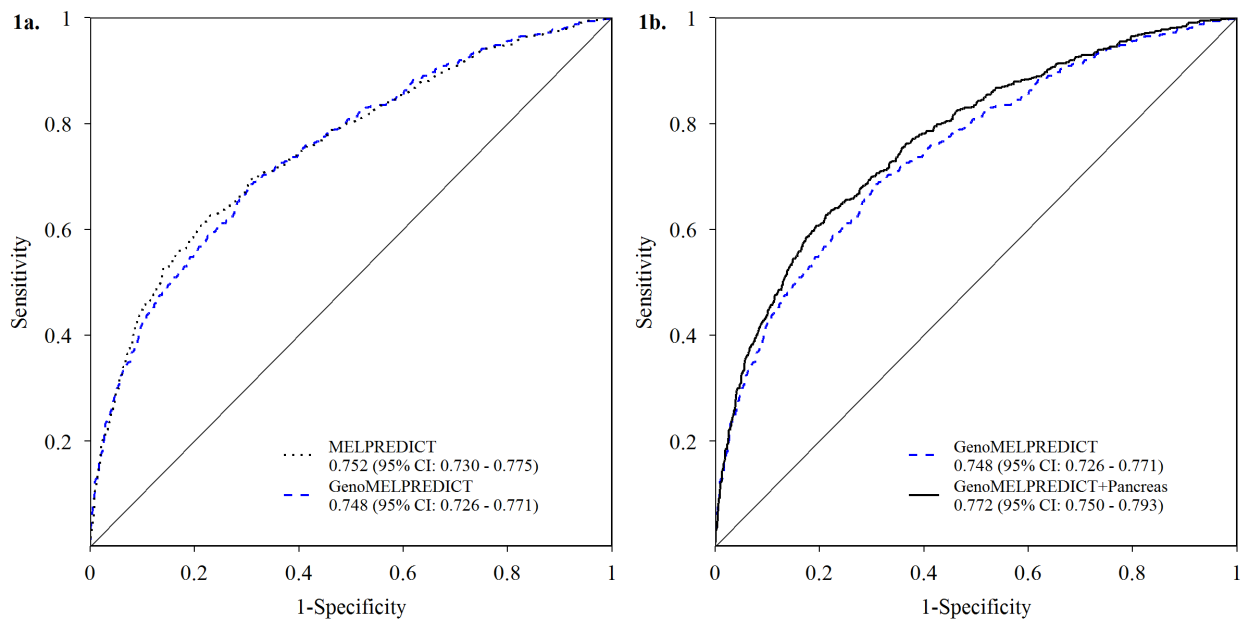 1a.
1
0.8
0.6
0.4
0.2
Sensitivity
MELPREDICT
0.752 (95% CI: 0.730 - 0.775)
GenoMELPREDICT
0.748 (95% CI: 0.726 - 0.771)
0
0.2
0.4
0.6
0.8
1
1-Specificity
1b.
1
0.8
0.6
0.4
0.2
Sensitivity
GenoMELPREDICT
0.748 (95% CI: 0.726 - 0.771)
GenoMELPREDICT+Pancreas
0.772 (95% CI: 0.750 - 0.793)
0
0.2
0.4
0.6
0.8
1
1-Specificity